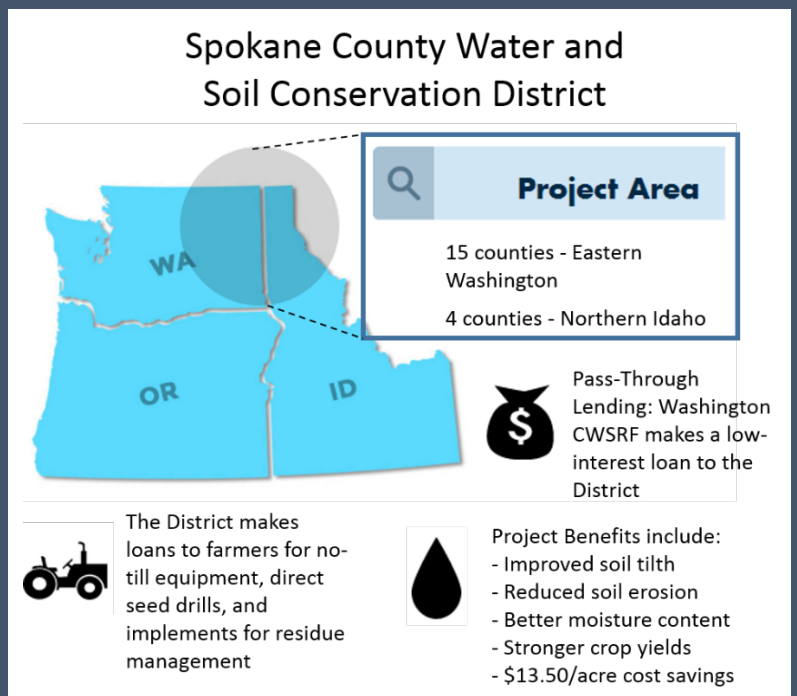 Spokane County Water and
Soil Conservation District
Project Area
15 counties - Eastern
Washington
4 counties - Northern Idaho
WA
OR
ID
Pass-Through
Lending: Washington
CWSRF makes a low-
interest loan to the
District
$
The District makes
loans to farmers for no-
till equipment, direct
seed drills, and
implements for residue
management
Project Benefits include:
- Improved soil tilth
- Reduced soil erosion
- Better moisture content
- Stronger crop yields
- $13.50/acre cost savings